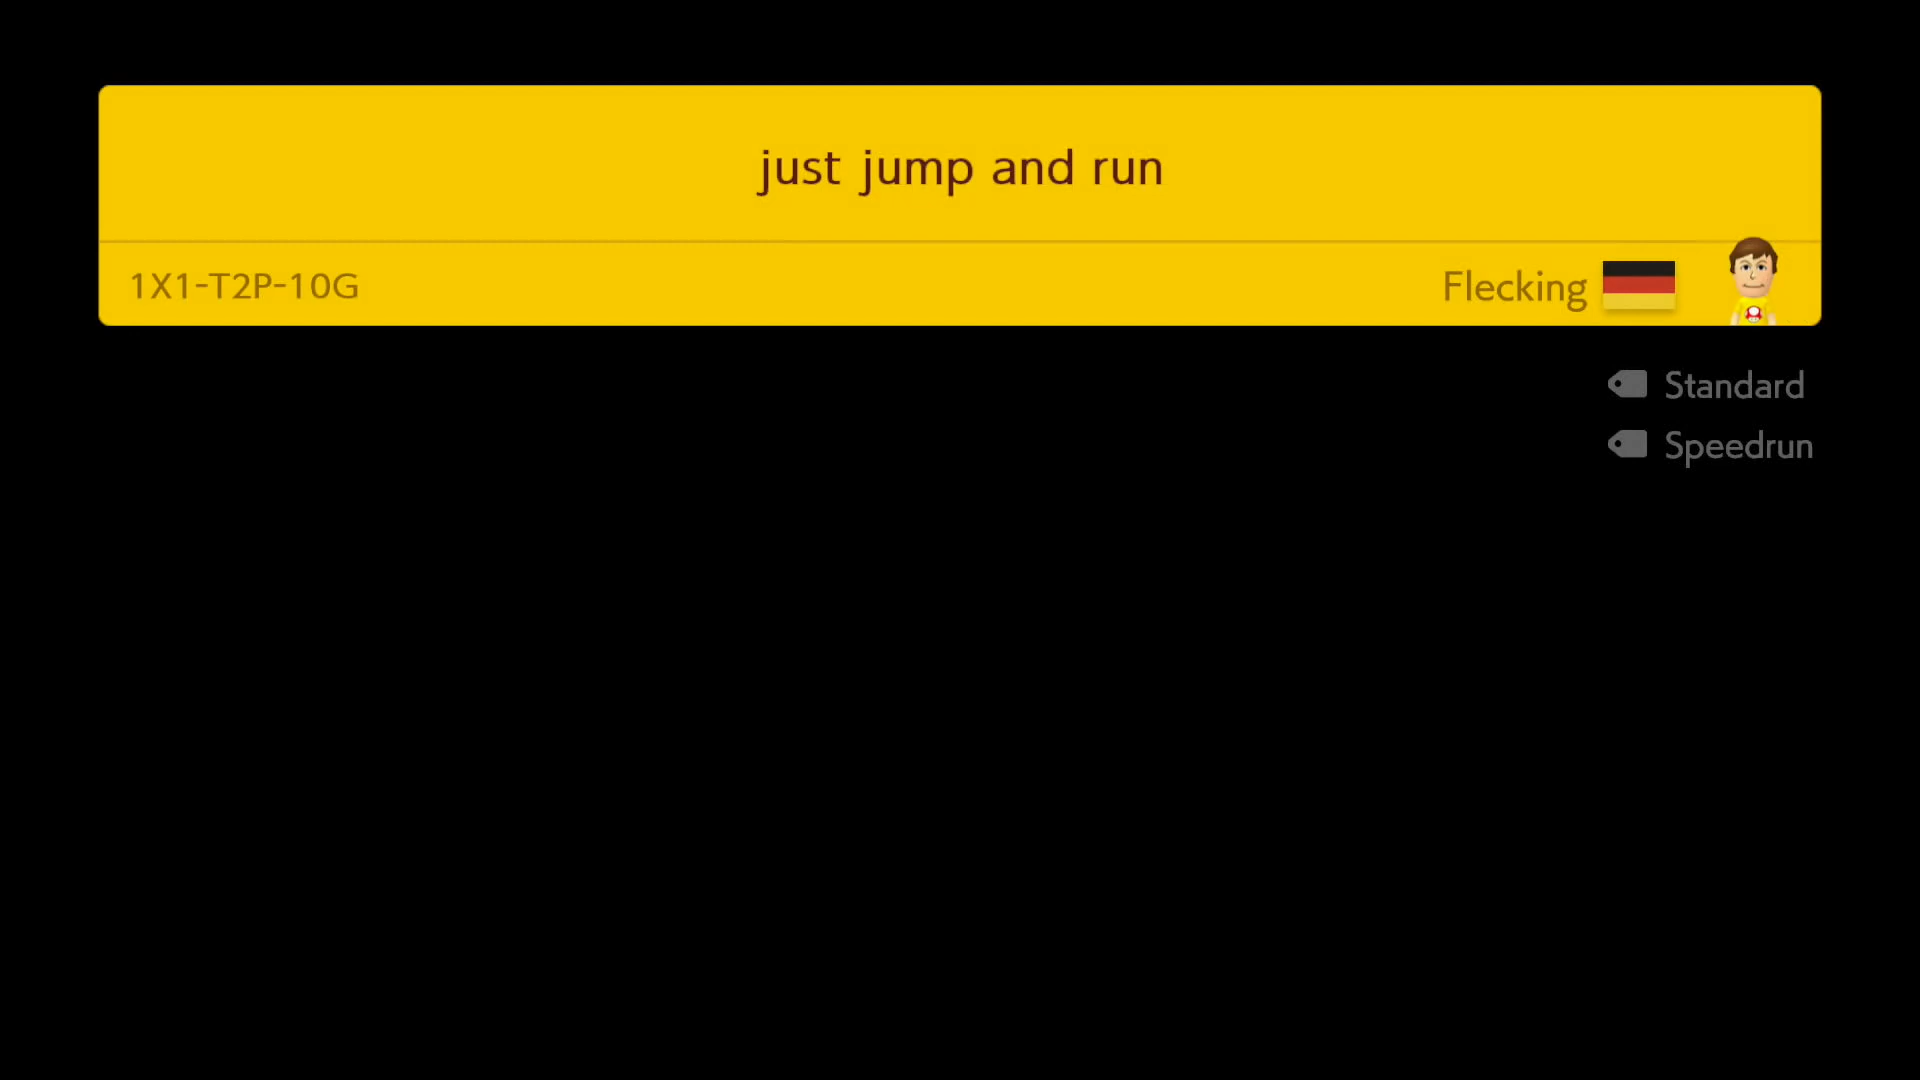 just jump and run
1X1-T2P-10G
Flecking
Standard
Speedrun